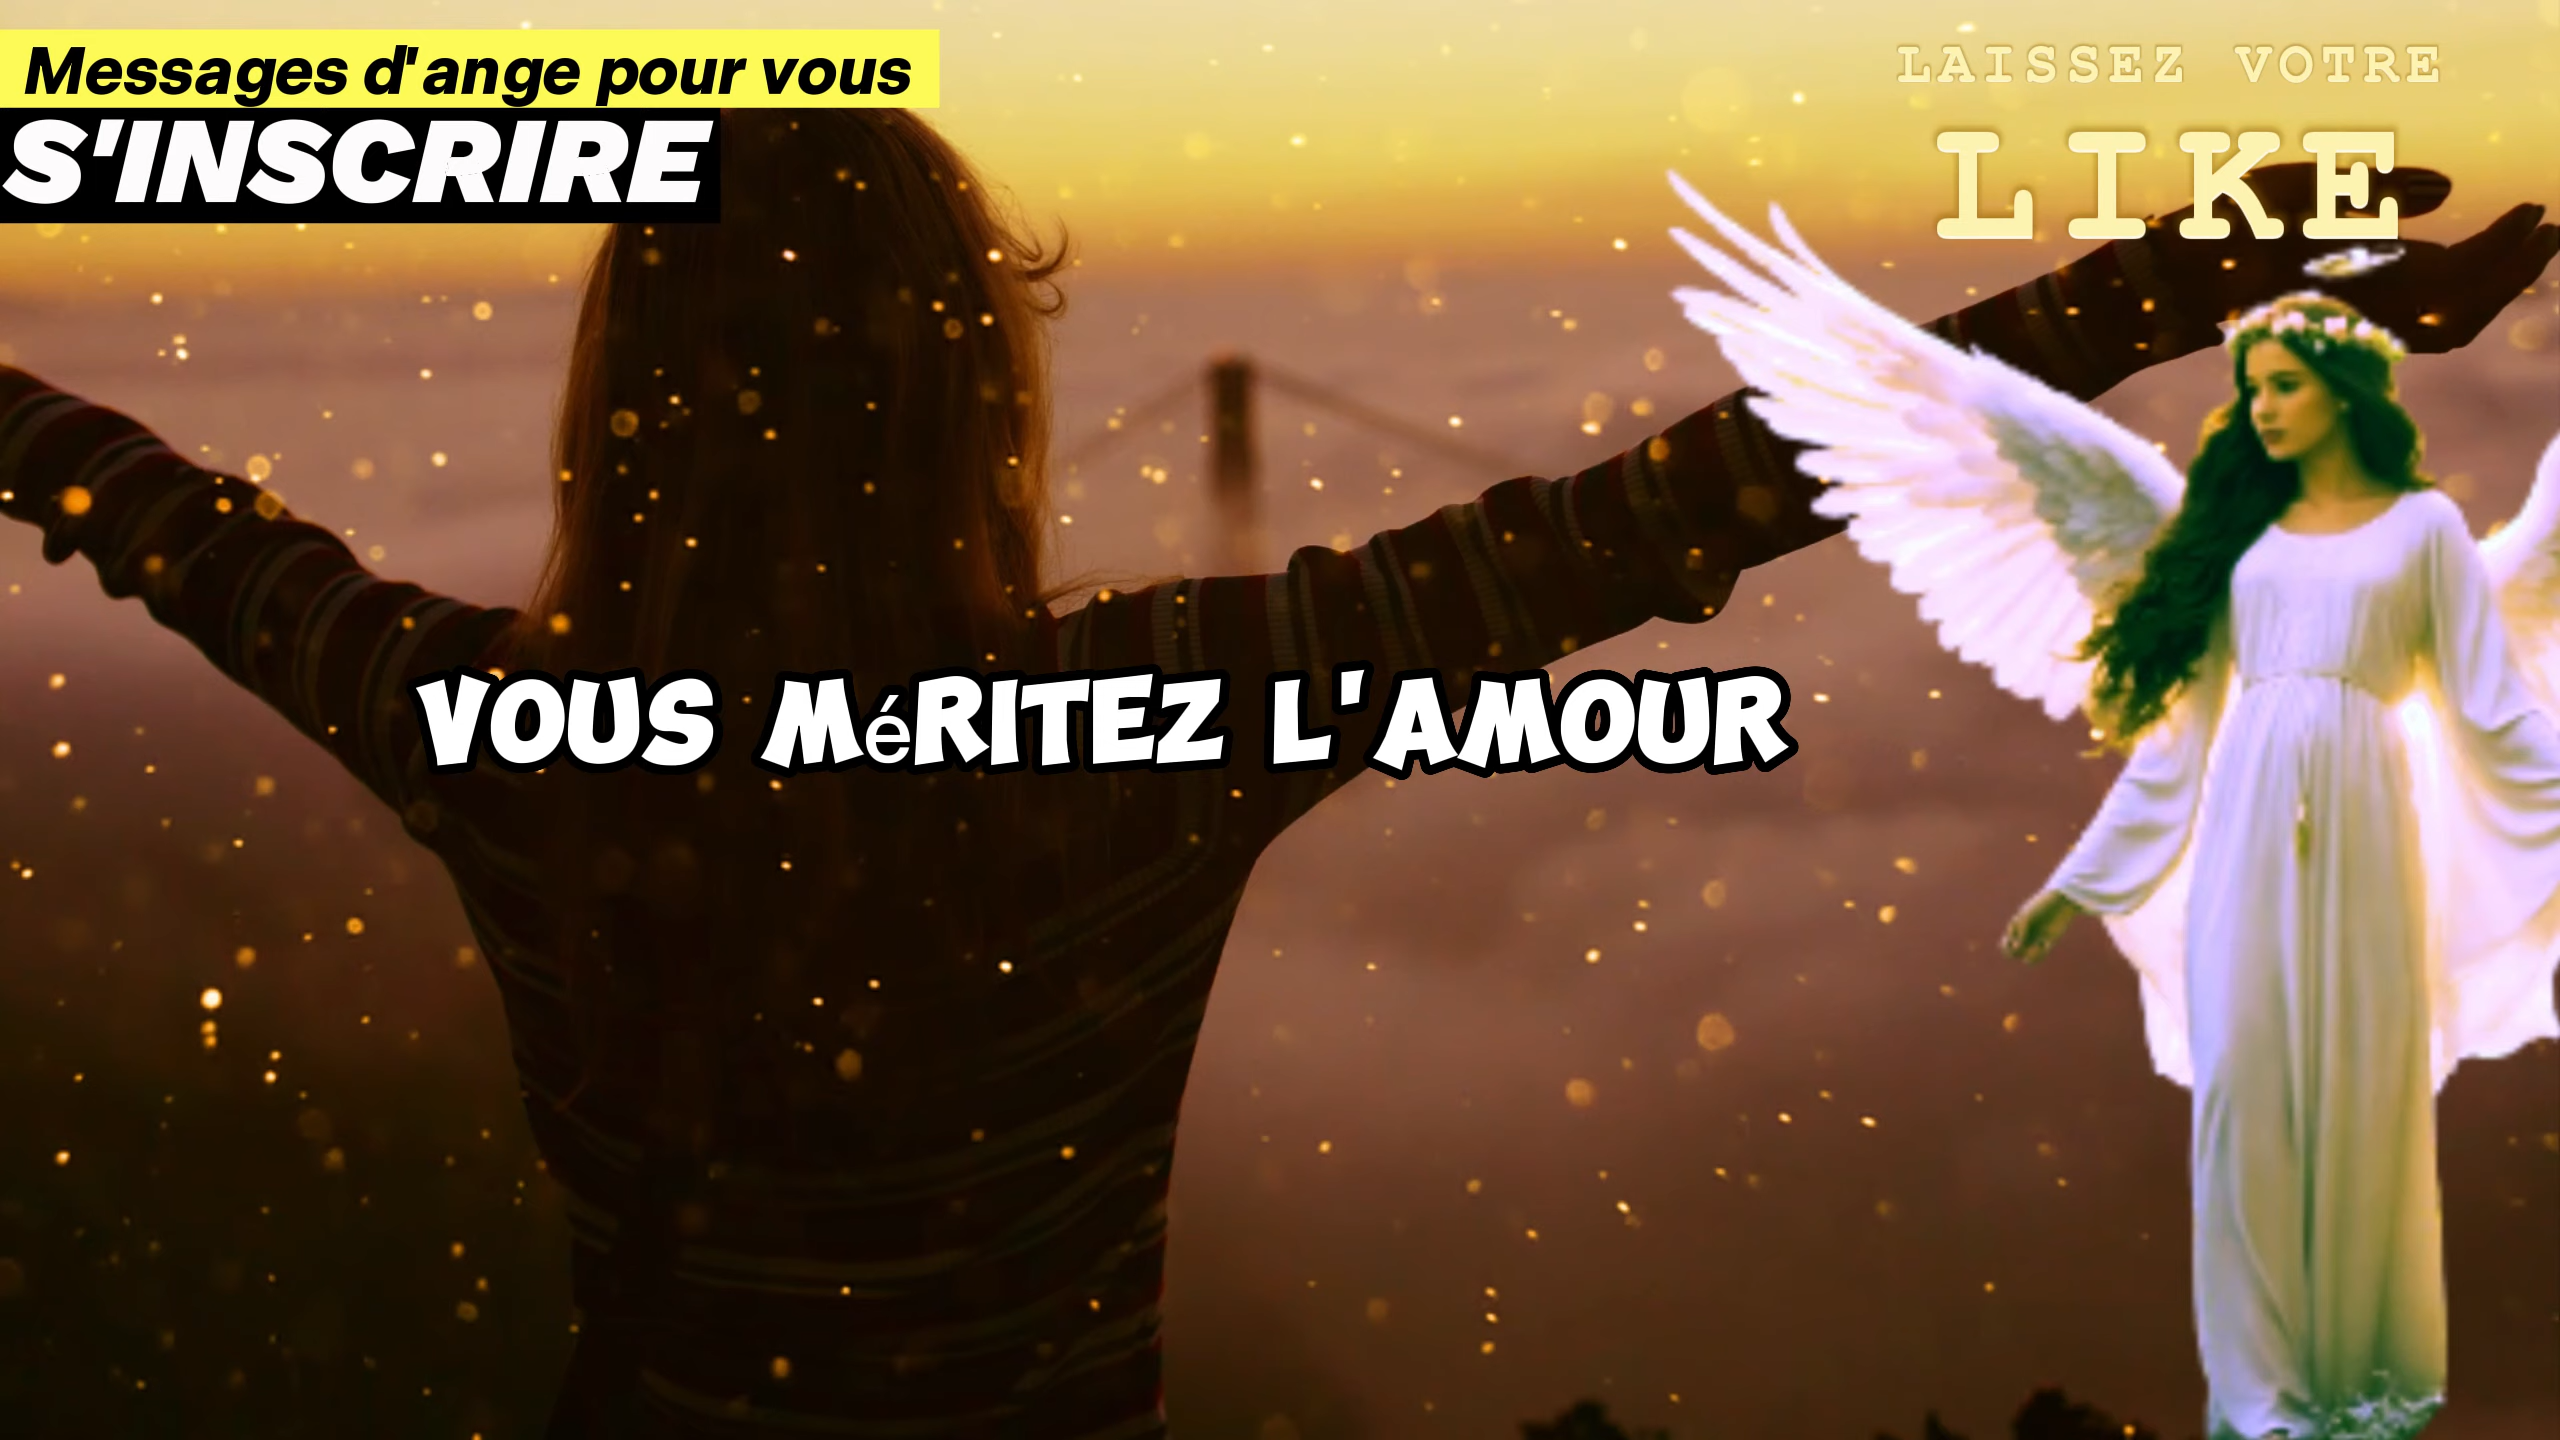 Messages d'ange pour vous
S'INSCRIRE
LAISSEZ VOTRE
LIKE
VOUS MéRITEZ L'AMOUR